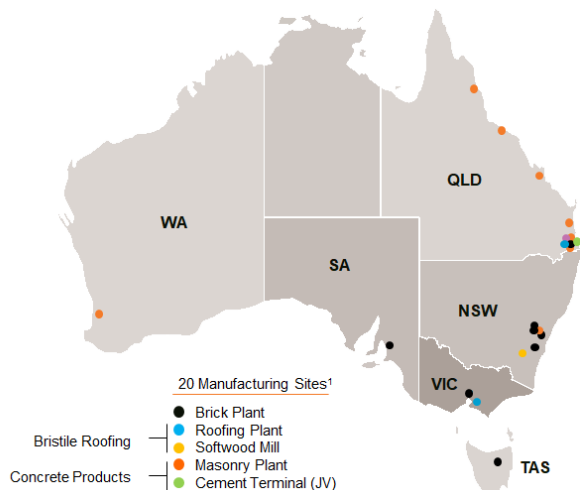 QLD
WA
SA
NSW
VIC
TAS
20 Manufacturing Sites¹
Brick Plant
Bristile Roofing
Roofing Plant
Softwood Mill
Concrete Products
Masonry Plant
Cement Terminal (JV)